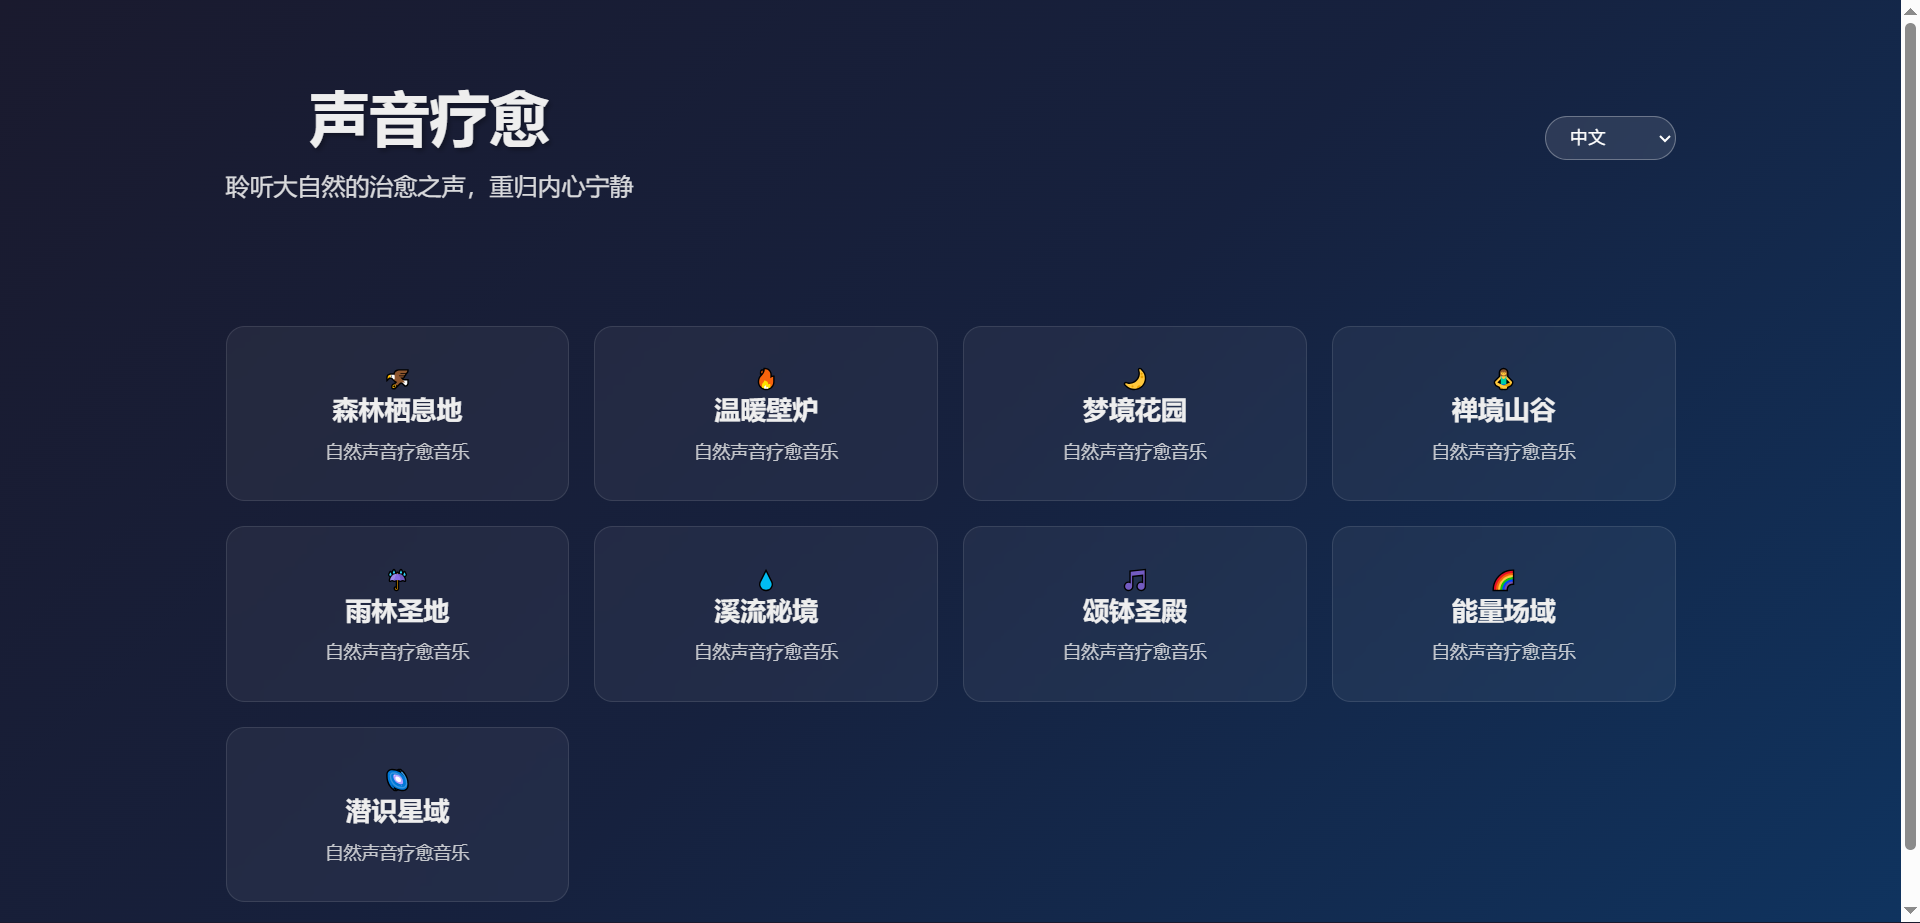 声音疗愈
聆听大自然的治愈之声，重归内心宁静
中文
森林栖息地
自然声音疗愈音乐
温暖壁炉
自然声音疗愈音乐
梦境花园
自然声音疗愈音乐
禅境山谷
自然声音疗愈音乐
雨林圣地
自然声音疗愈音乐
溪流秘境
自然声音疗愈音乐
颂钵圣殿
自然声音疗愈音乐
能量场域
自然声音疗愈音乐
潜识星域
自然声音疗愈音乐